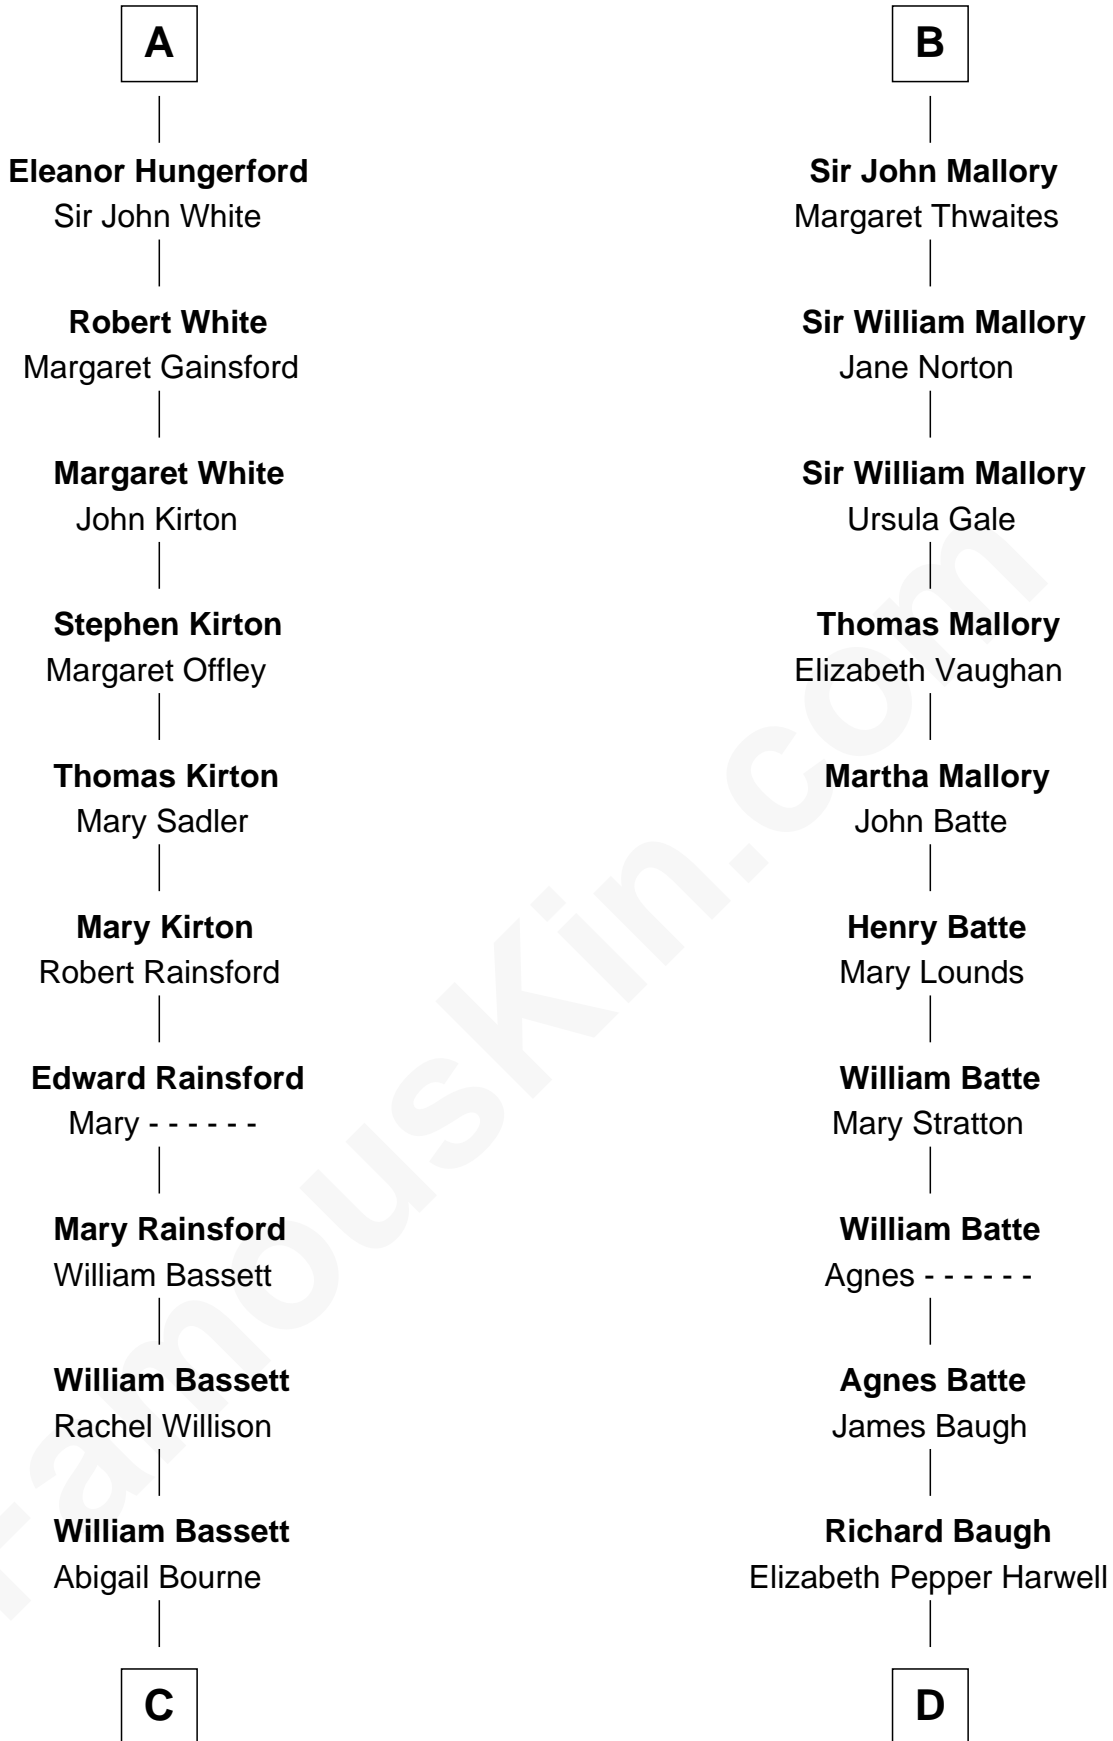 A
Eleanor Hungerford
Sir John White
Robert White
Margaret Gainsford
Margaret White
John Kirton
Stephen Kirton
Margaret Offley
Thomas Kirton
Mary Sadler
Mary Kirton
Robert Rainsford
Edward Rainsford
Mary - - - - - -
Mary Rainsford
William Bassett
William Bassett
Rachel Willison
William Bassett
Abigail Bourne
C
B
Sir John Mallory
Margaret Thwaites
Sir William Mallory
Jane Norton
Sir William Mallory
Ursula Gale
Thomas Mallory
Elizabeth Vaughan
Martha Mallory
John Batte
Henry Batte
Mary Lounds
William Batte
Mary Stratton
William Batte
Agnes - - - - - -
Agnes Batte
James Baugh
Richard Baugh
Elizabeth Pepper Harwell
D
FamousKin.com